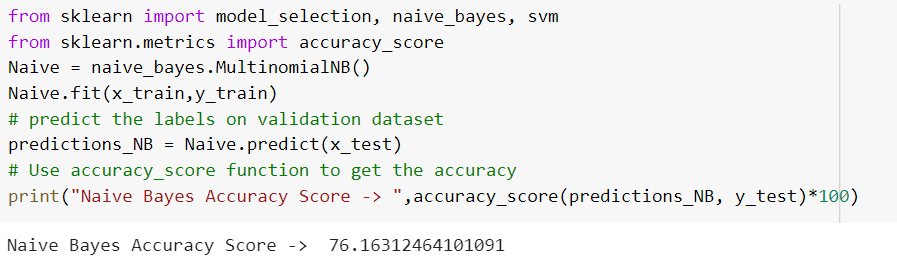 from sklearn import model_selection, naive_bayes, svm
from sklearn.metrics import accuracy_score
Naive = naive_bayes.MultinomialNB()
Naive.fit(x_train,y_train)
# predict the labels on validation dataset
predictions_NB = Naive.predict(x_test)
# Use accuracy_score function to get the accuracy
print("Naive Bayes Accuracy Score -> ",accuracy_score(predictions_NB, y_test)*100)
Naive Bayes Accuracy Score ->  76.16312464101091